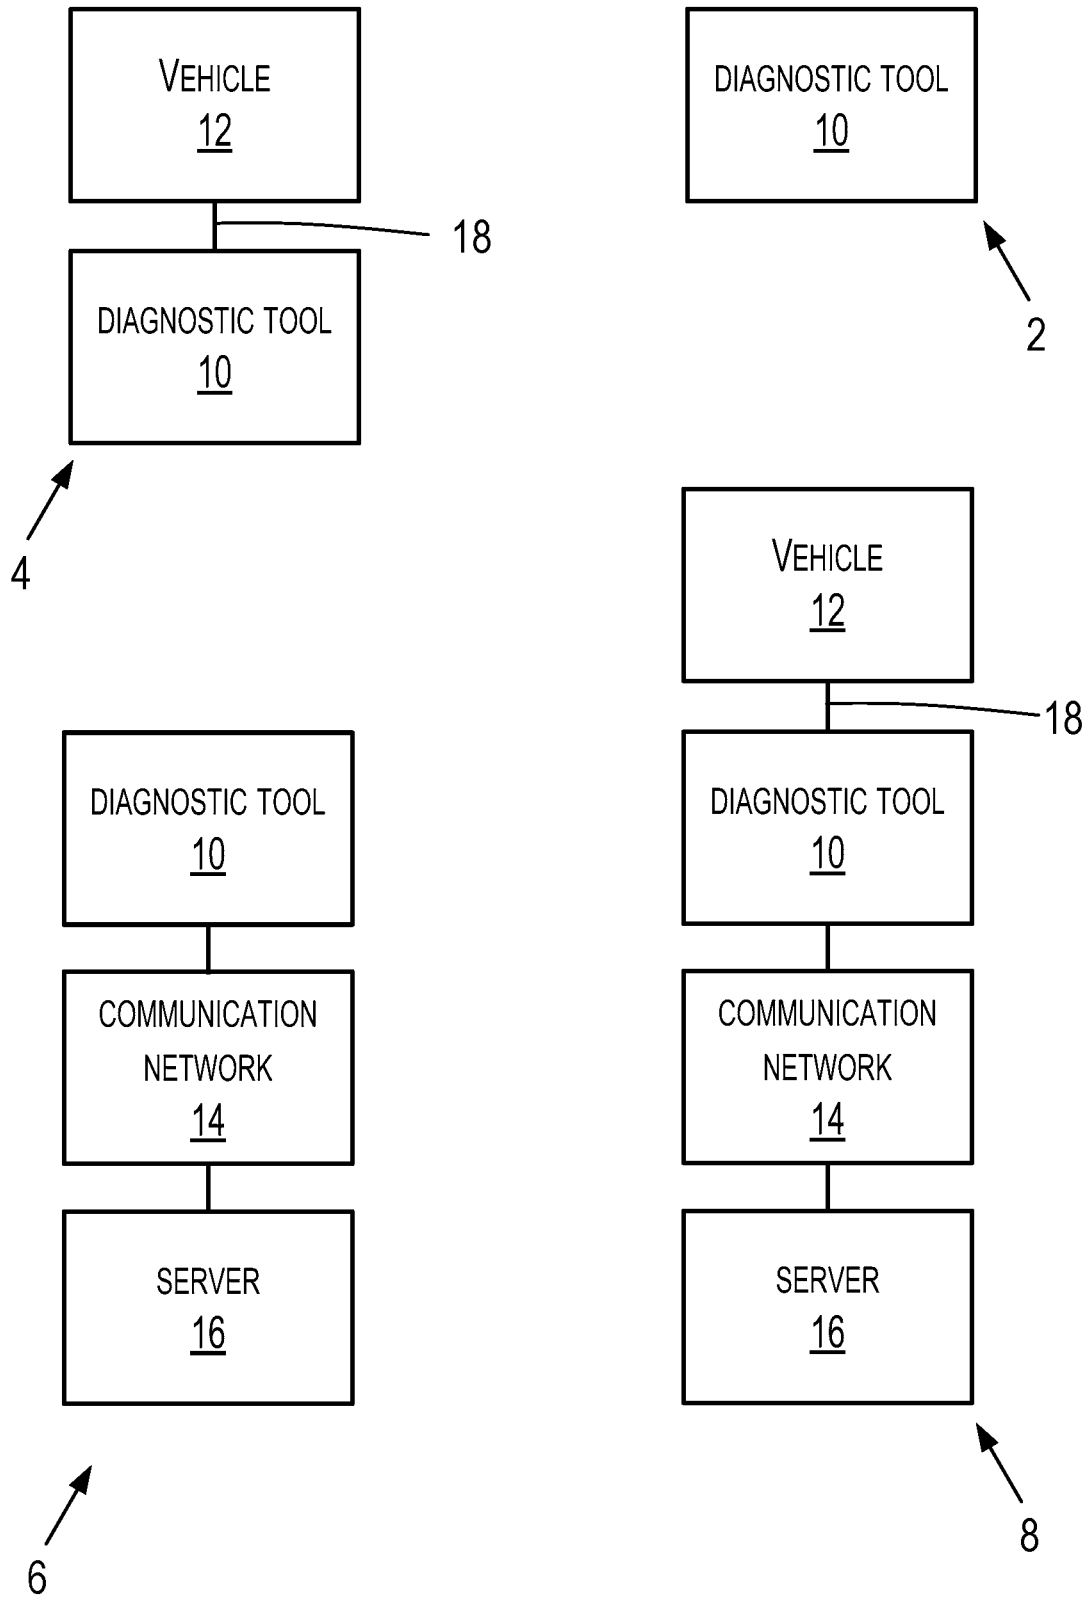 VEHICLE
12
18
DIAGNOSTIC TOOL
10
4
DIAGNOSTIC TOOL
10
2
VEHICLE
12
18
DIAGNOSTIC TOOL
10
COMMUNICATION
NETWORK
14
SERVER
16
8
DIAGNOSTIC TOOL
10
COMMUNICATION
NETWORK
14
SERVER
16
6